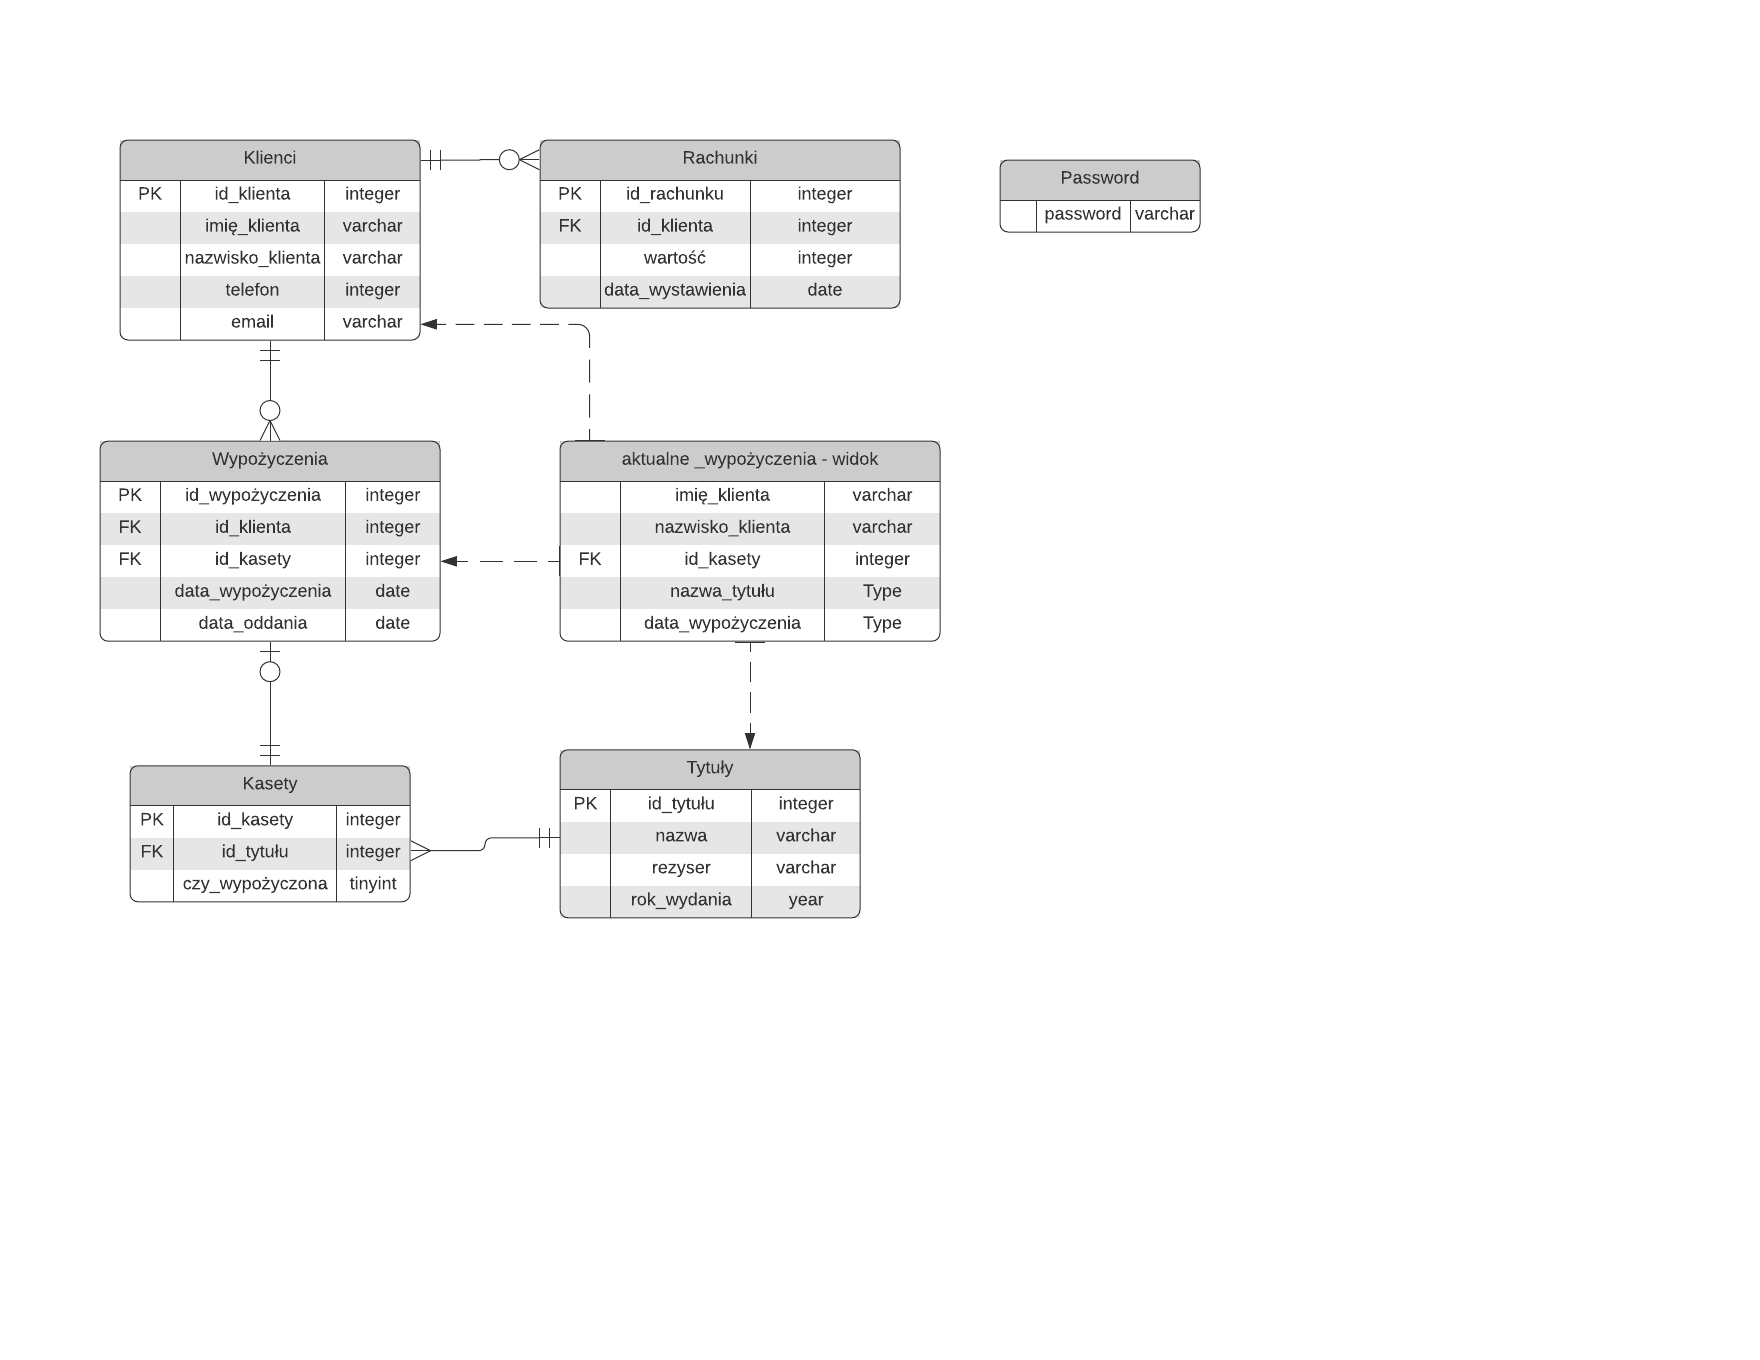 Klienci
PK id_klienta integer
imię_klienta varchar
nazwisko_klienta varchar
telefon integer
email varchar
Rachunki
PK id_rachunku integer
FK id_klienta integer
wartość integer
data_wystawienia date
Password
password varchar
Wypożyczenia
PK id_wypożyczenia integer
FK id_klienta integer
FK id_kasety integer
data_wypożyczenia date
data_oddania date
aktualne _wypożyczenia - widok
imię_klienta varchar
nazwisko_klienta varchar
FK id_kasety integer
nazwa_tytułu Type
data_wypożyczenia Type
Kasety
PK id_kasety integer
FK id_tytułu integer
czy_wypożyczona tinyint
Tytuły
PK id_tytułu integer
nazwa varchar
rezyser varchar
rok_wydania year